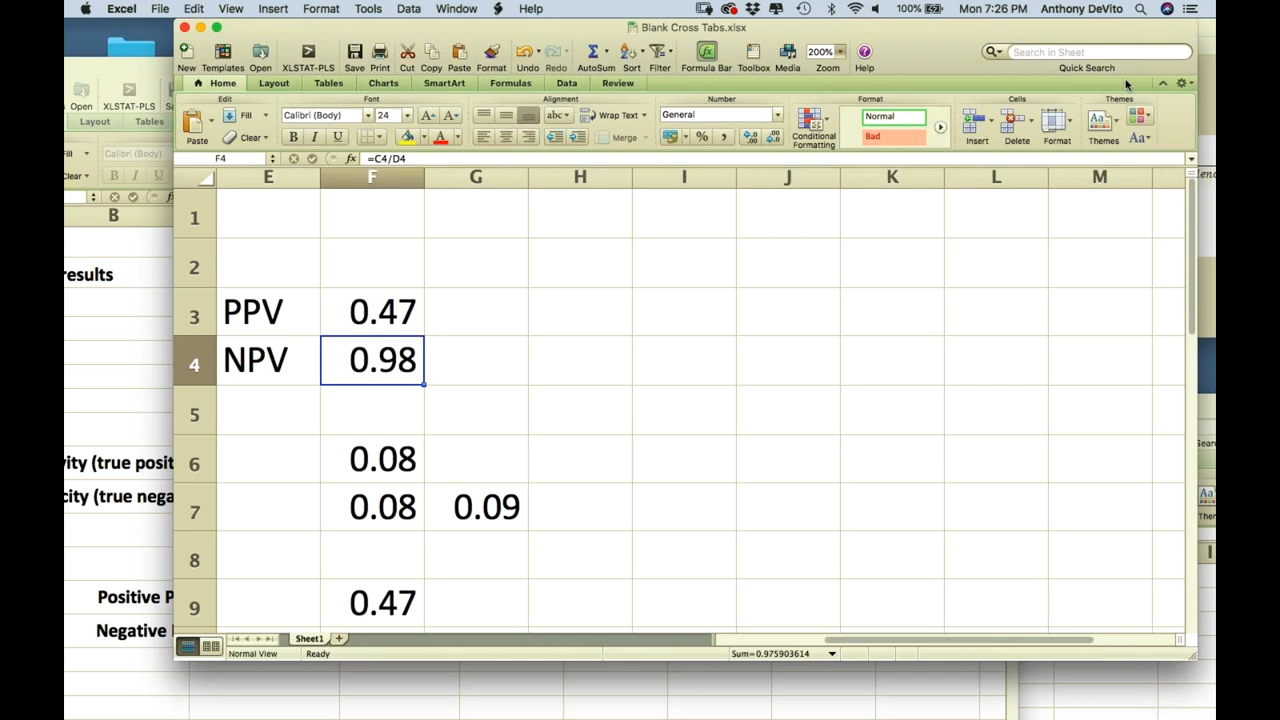 Excel File Edit View Insert Format Tools Data Window Help 100% Mon 7:26 PM Anthony DeVito
Blank Cross Tabs.xlsx
New Templates Open XLSTAT-PLS Save Print Cut Copy Paste Format Undo Redo AutoSum Sort Filter Formula Bar Toolbox Media 200% Zoom Help
Search in Sheet
Quick Search
Home Layout Tables Charts SmartArt Formulas Data Review
Edit Font Alignment Number Format Cells Themes
Paste Fill Calibri (Body) 24 A A abc Wrap Text General Normal
Clear B I U A Merge % Conditional Formatting Bad Insert Delete Format Themes Aa
F4 fx =C4/D4
E F G H I J K L M
1
2
3 PPV 0.47
4 NPV 0.98
5
6 0.08
7 0.08 0.09
8
9 0.47
Sheet1
Normal View Ready Sum=0.975903614
Open XLSTAT-PLS
Layout Tables
Calibri (Body)
B I U
B
results
Positive P
Negative